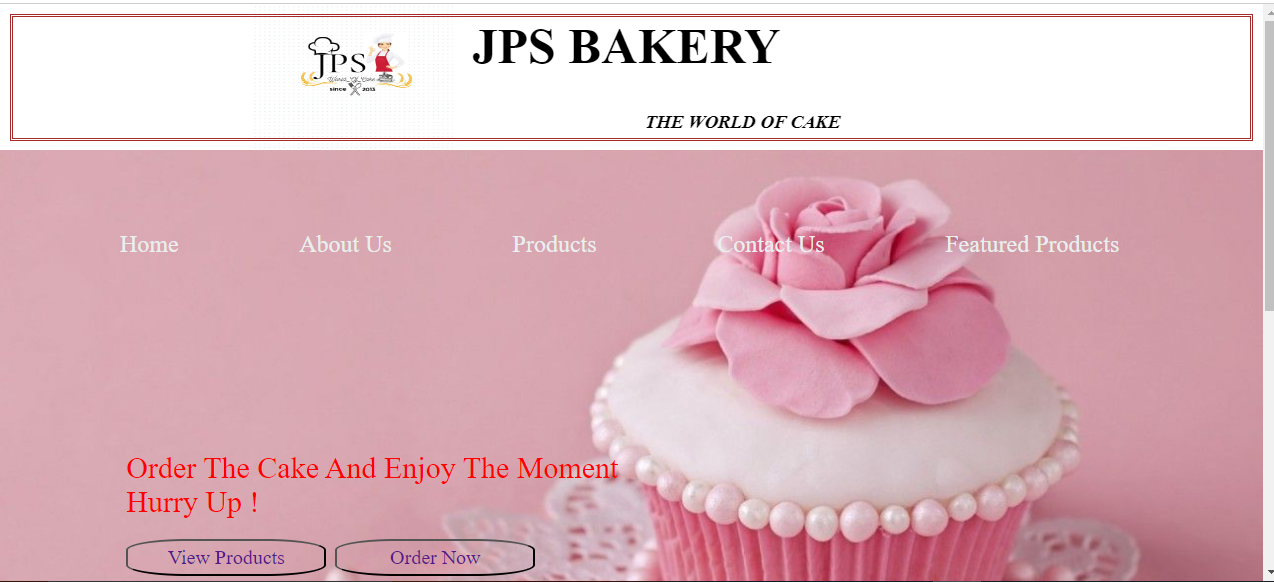 JPS
World Of Cake
since 2013
JPS BAKERY
THE WORLD OF CAKE
Home About Us Products Contact Us Featured Products
Order The Cake And Enjoy The Moment
Hurry Up !
View Products Order Now